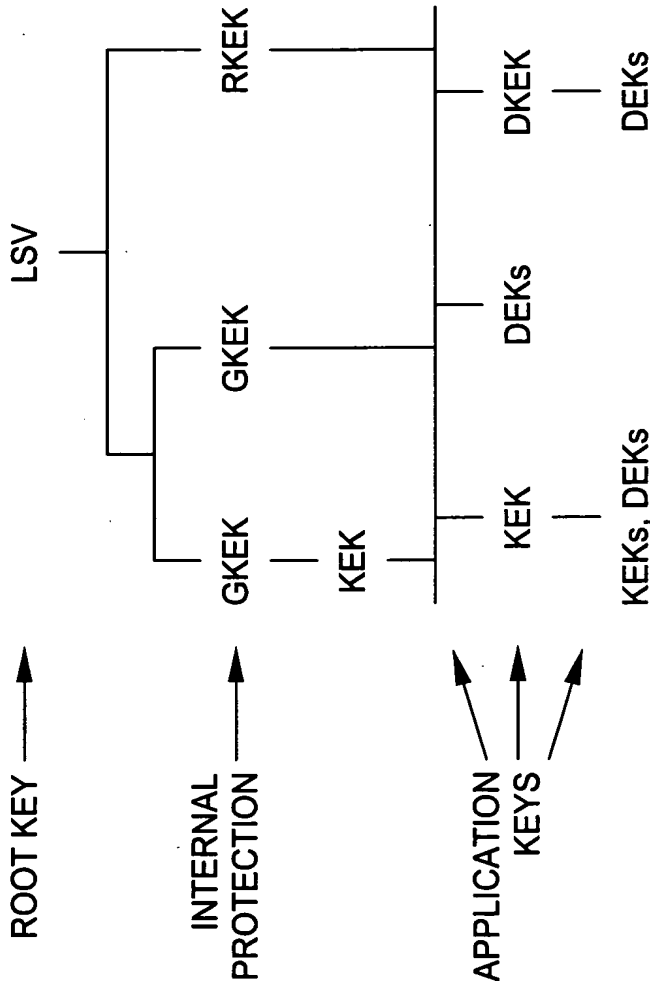 ROOT KEY
LSV
INTERNAL
PROTECTION
GKEK
GKEK
RKEK
KEK
APPLICATION
KEYS
KEK
DEKs
DKEK
KEKs, DEKs
DEKs